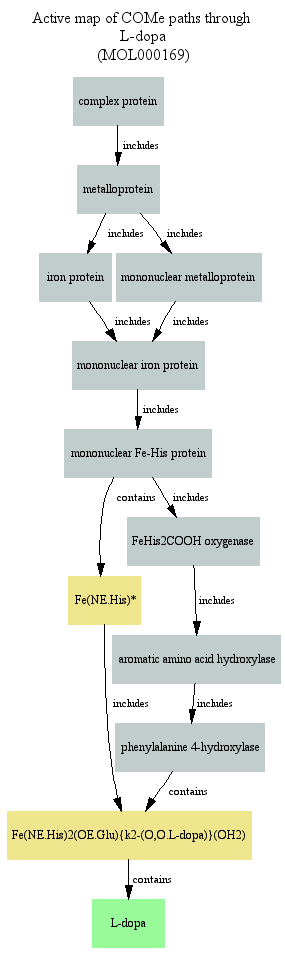 Active map of COMe paths through
L-dopa
(MOL000169)
complex protein
includes
metalloprotein
includes
includes
iron protein
mononuclear metalloprotein
includes
includes
mononuclear iron protein
includes
mononuclear Fe-His protein
contains
includes
FeHis2COOH oxygenase
Fe(NE.His)*
includes
aromatic amino acid hydroxylase
includes
includes
phenylalanine 4-hydroxylase
contains
Fe(NE.His)2(OE.Glu){k2-(O,O.L-dopa)}(OH2)
contains
L-dopa